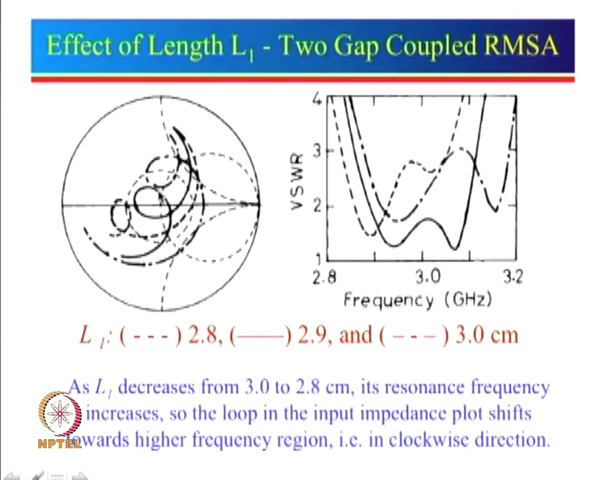 Effect of Length L1 - Two Gap Coupled RMSA
VSWR
4
3
2
1
2.8 3.0 3.2
Frequency (GHz)
L1: ( - - - ) 2.8, (——) 2.9, and ( – - – ) 3.0 cm
As L1 decreases from 3.0 to 2.8 cm, its resonance frequency
increases, so the loop in the input impedance plot shifts
towards higher frequency region, i.e. in clockwise direction.
NPTEL